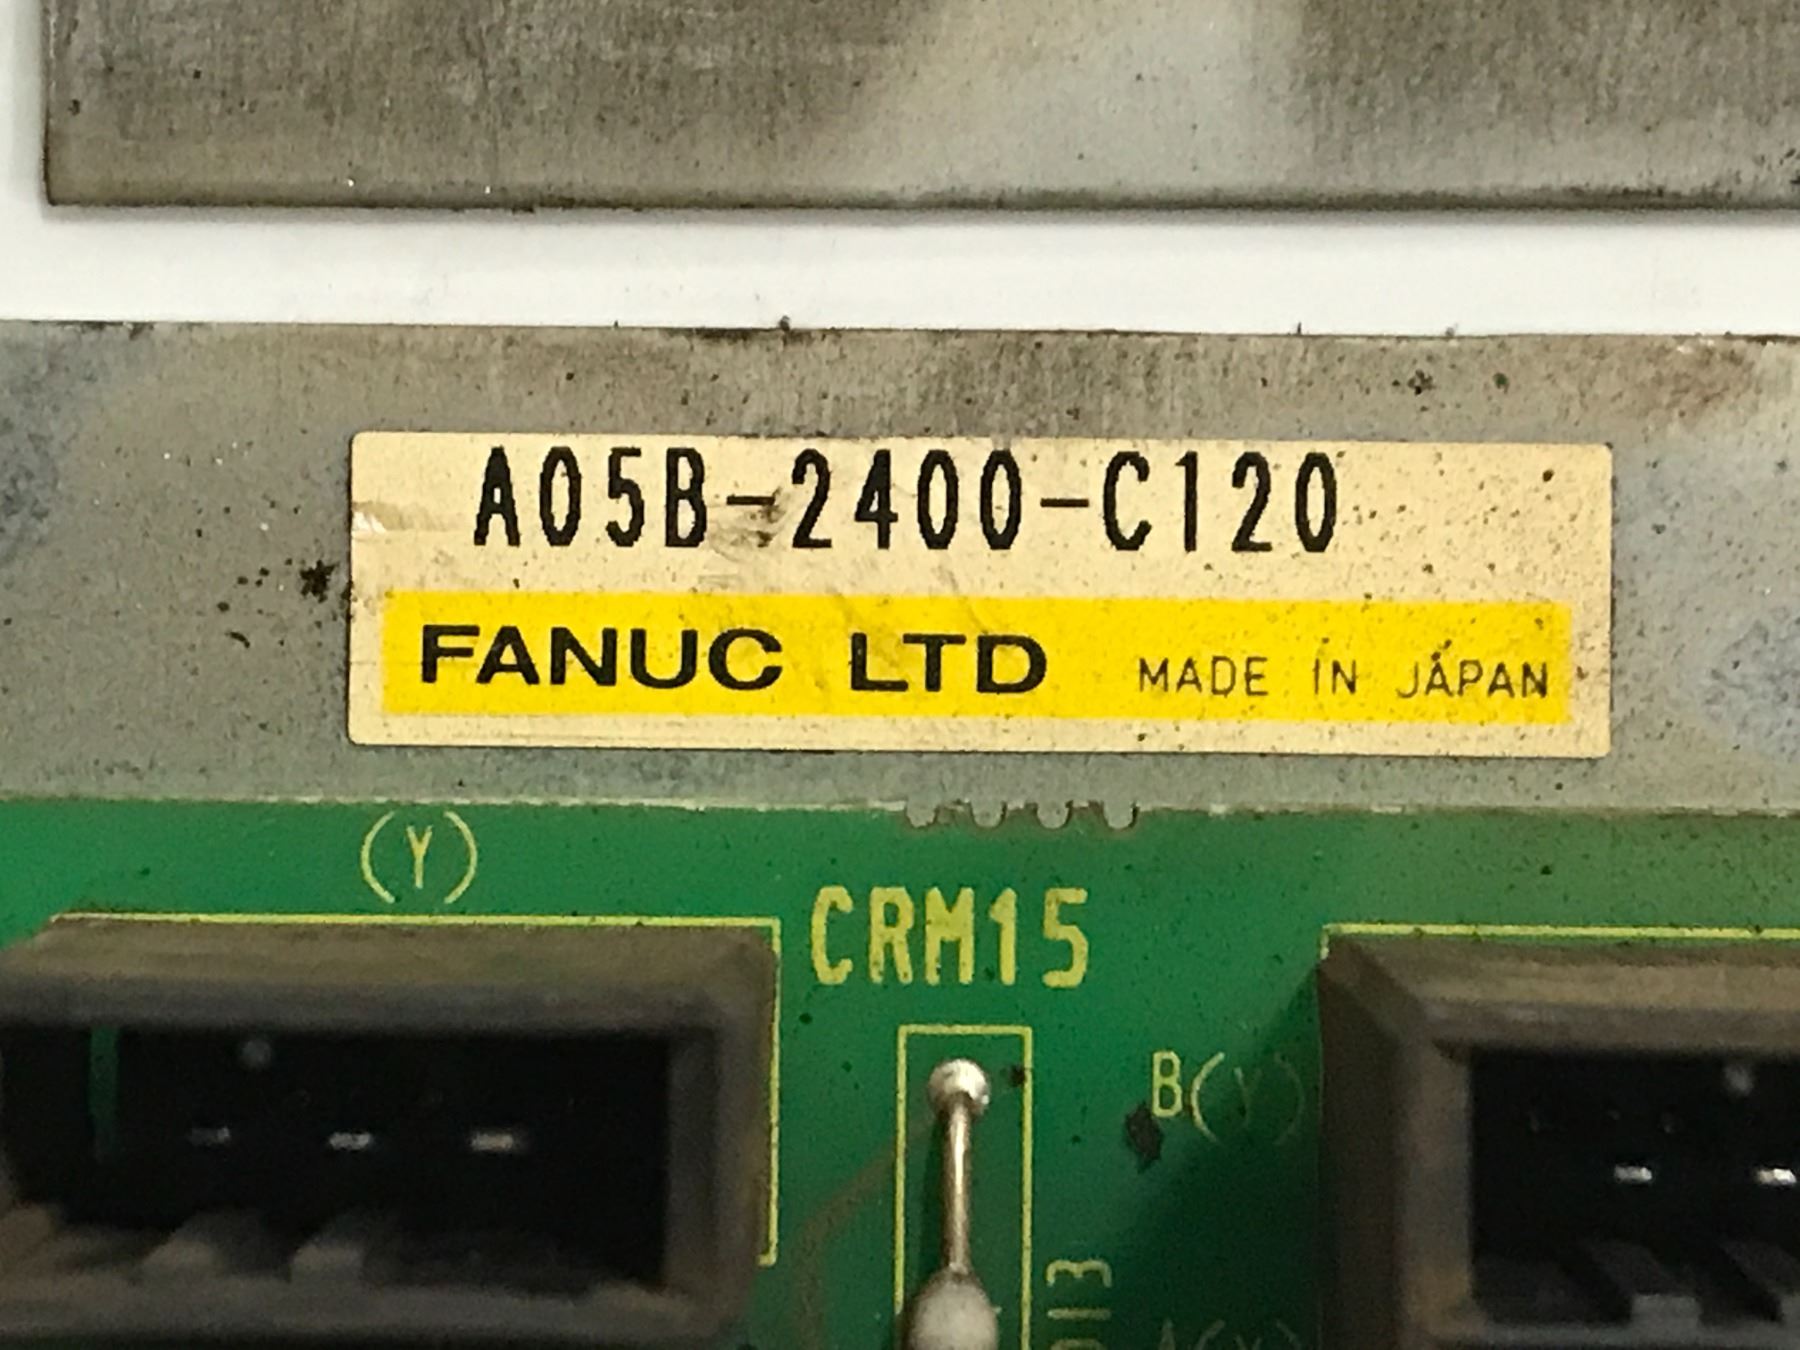 A05B-2400-C120
FANUC LTD MADE IN JAPAN
(Y)
CRM15
B(Y)